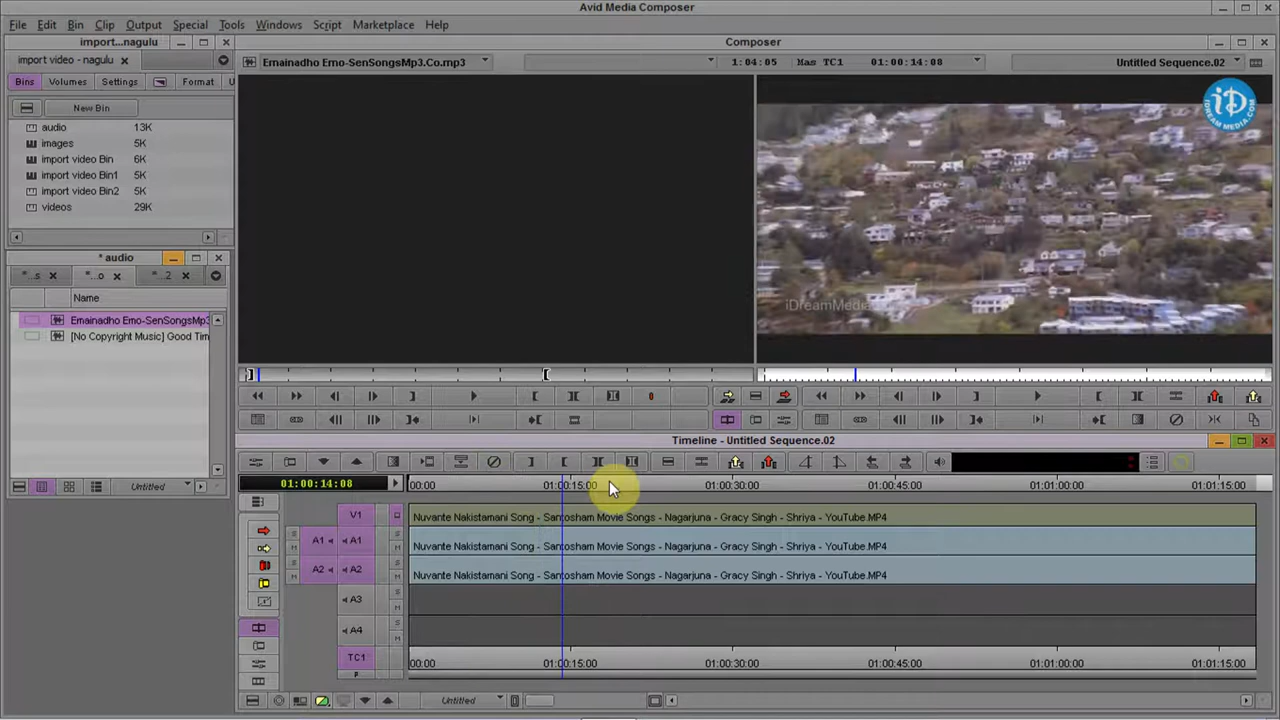 Avid Media Composer
File Edit Bin Clip Output Special Tools Windows Script Marketplace Help
import...nagulu
Composer
import video - nagulu
Emainadho Emo-SenSongsMp3.Co.mp3
1:04:05 Mas TC1 01:00:14:08
Untitled Sequence.02
Bins Volumes Settings Format U
New Bin
audio 13K
images 5K
import video Bin 6K
import video Bin1 5K
import video Bin2 5K
videos 29K
iD
iDREAM MEDIA.COM
iDreamMedia
* audio
*..s *...o *...2
Name
Emainadho Emo-SenSongsMp3
[No Copyright Music] Good Tim
Untitled
Timeline - Untitled Sequence.02
01:00:14:08
00:00 01:00:15:00 01:00:30:00 01:00:45:00 01:01:00:00 01:01:15:00
V1 Nuvante Nakistamani Song - Santosham Movie Songs - Nagarjuna - Gracy Singh - Shriya - YouTube.MP4
A1 A1 Nuvante Nakistamani Song - Santosham Movie Songs - Nagarjuna - Gracy Singh - Shriya - YouTube.MP4
A2 A2 Nuvante Nakistamani Song - Santosham Movie Songs - Nagarjuna - Gracy Singh - Shriya - YouTube.MP4
A3
A4
TC1 00:00 01:00:15:00 01:00:30:00 01:00:45:00 01:01:00:00 01:01:15:00
Untitled